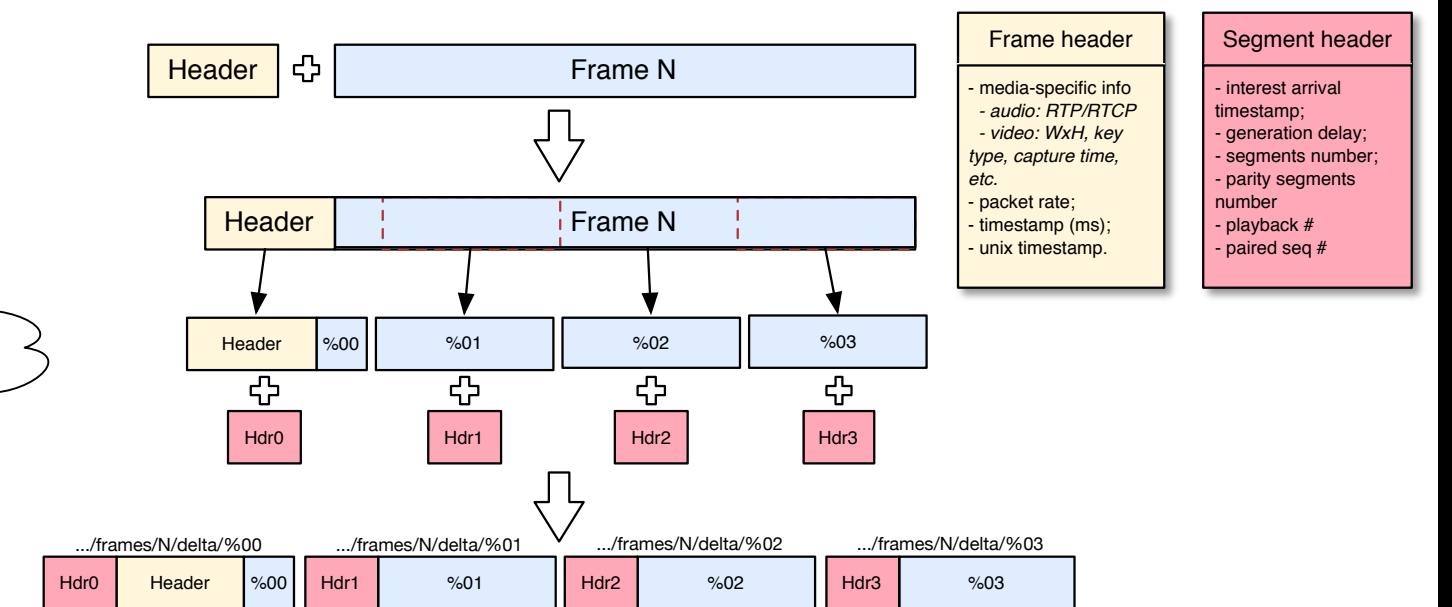 Header
Frame N
Frame header
- media-specific info
- audio: RTP/RTCP
- video: WxH, key
type, capture time,
etc.
- packet rate;
- timestamp (ms);
- unix timestamp.
Segment header
- interest arrival
timestamp;
- generation delay;
- segments number;
- parity segments
number
- playback #
- paired seq #
Header
Frame N
Header
%00
%01
%02
%03
Hdr0
Hdr1
Hdr2
Hdr3
.../frames/N/delta/%00
.../frames/N/delta/%01
.../frames/N/delta/%02
.../frames/N/delta/%03
Hdr0
Header
%00
Hdr1
%01
Hdr2
%02
Hdr3
%03